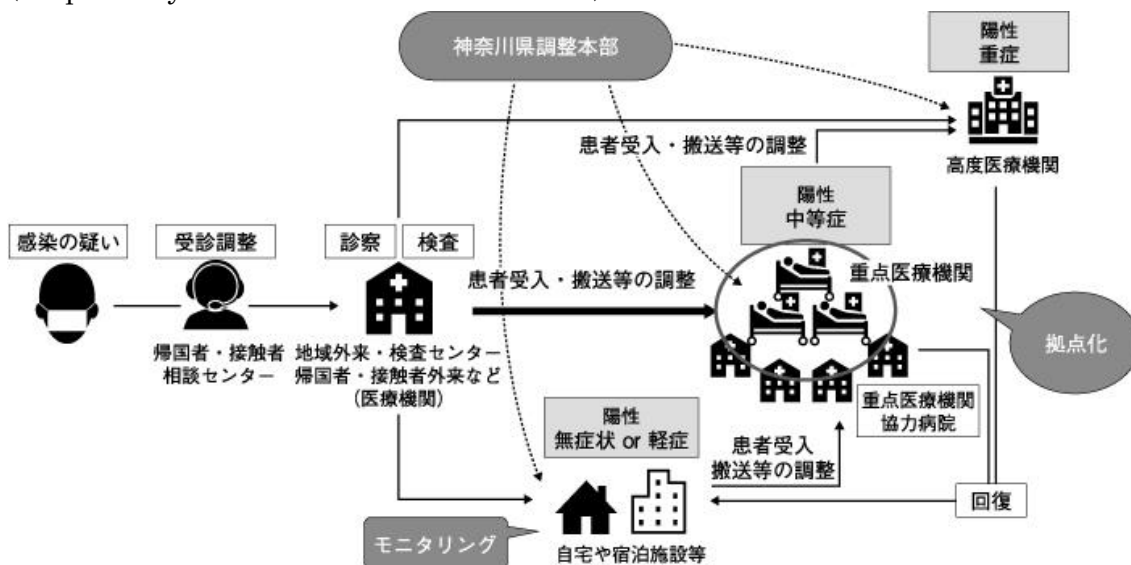 神奈川県調整本部
陽性
重症
高度医療機関
患者受入・搬送等の調整
陽性
中等症
感染の疑い
受診調整
診察
検査
患者受入・搬送等の調整
重点医療機関
拠点化
帰国者・接触者
相談センター
地域外来・検査センター
帰国者・接触者外来など
(医療機関)
重点医療機関
協力病院
陽性
無症状 or 軽症
患者受入
搬送等の調整
回復
モニタリング
自宅や宿泊施設等